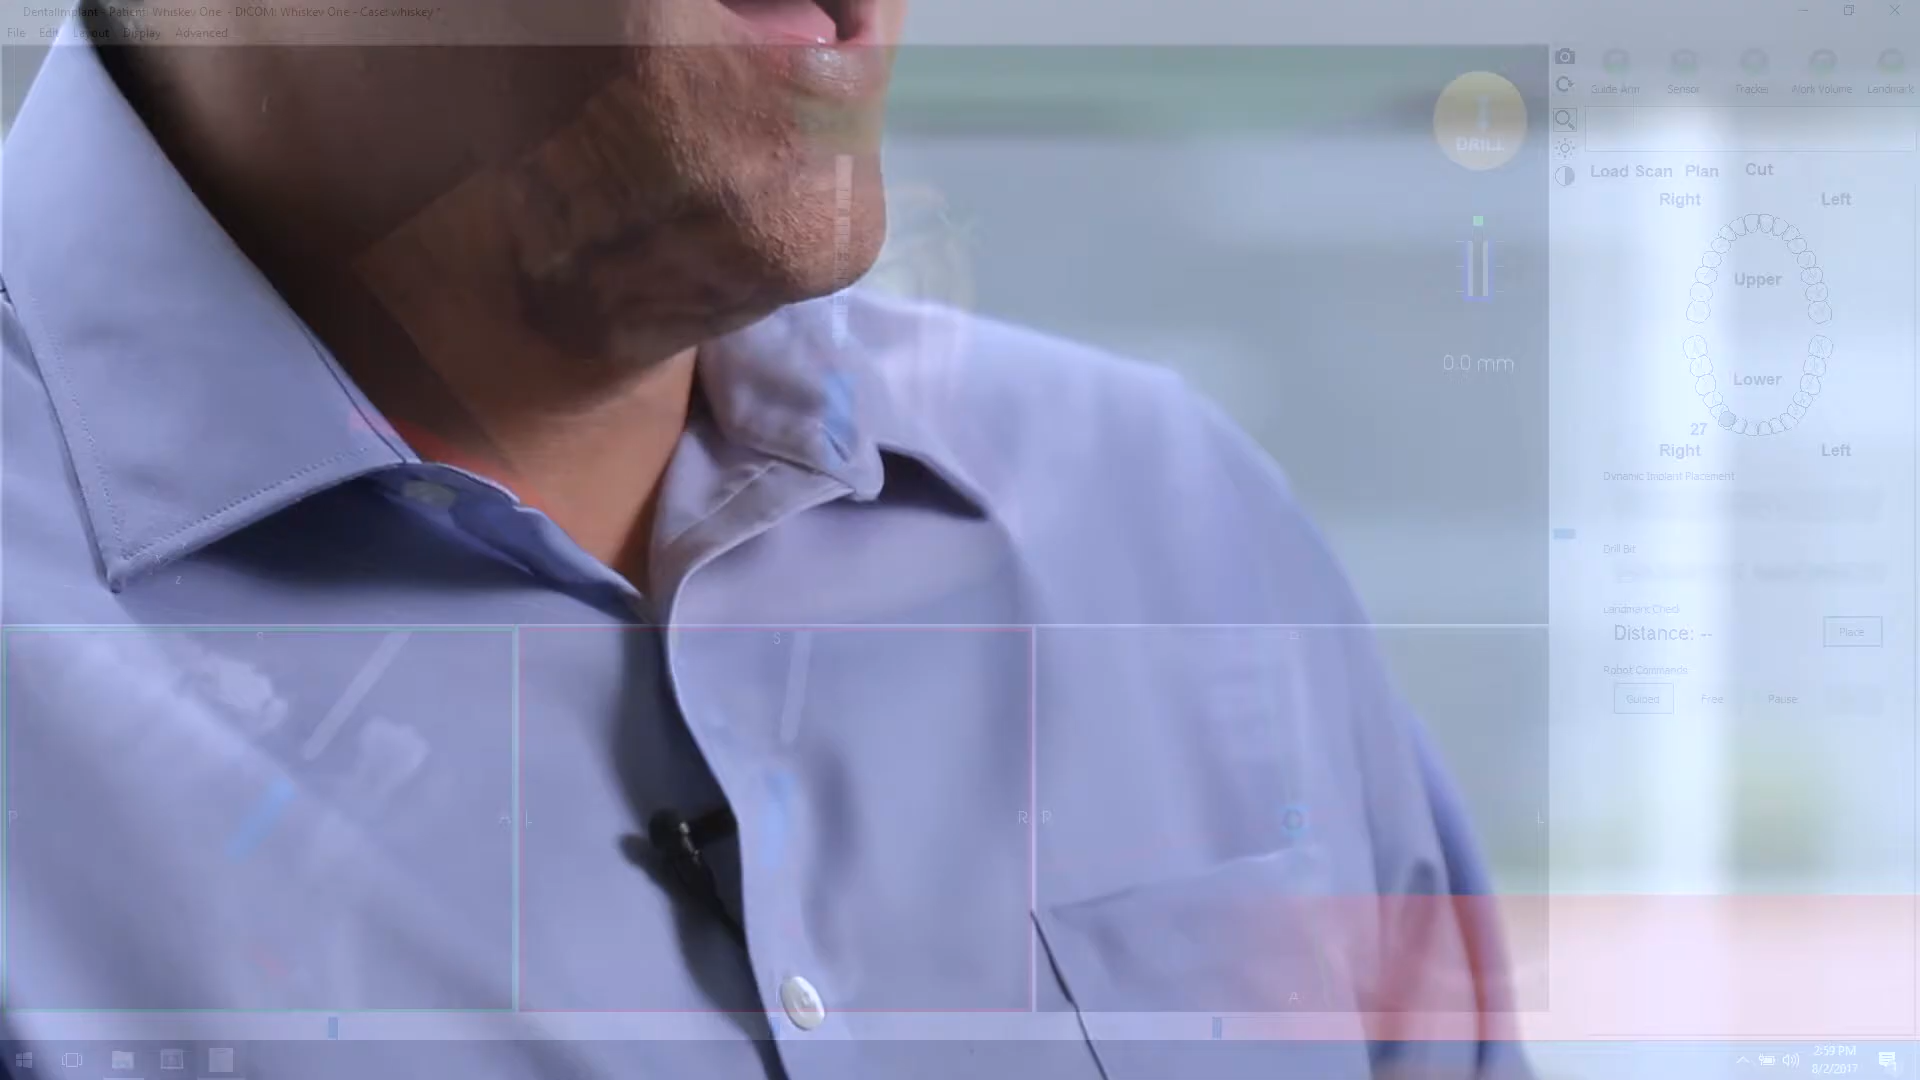 DentalImplant - Patient: Whiskey One - DICOM: Whiskey One - Case: whiskey *
File Edit Layout Display Advanced
Guide Arm Sensor Tracker Work Volume Landmark
DRILL
Load Scan Plan Cut
Right Left
Upper
0.0 mm
Lower
27
Right Left
Dynamic Implant Placement
Drill Bit
Z
Landmark Check
Distance: --
Place
S
Robot Commands
Guided Free Pause
P A L R R L
A
2:59 PM
8/2/2017